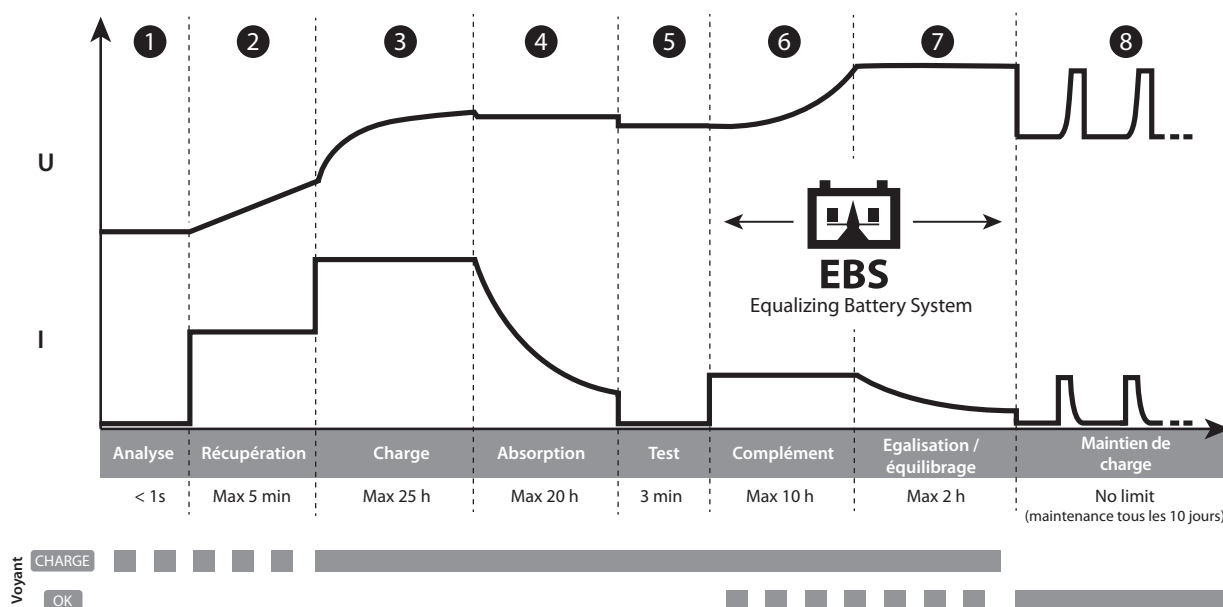 1 2 3 4 5 6 7 8
U
EBS
Equalizing Battery System
I
Analyse Récupération Charge Absorption Test Complément Egalisation / équilibrage Maintien de charge
< 1s Max 5 min Max 25 h Max 20 h 3 min Max 10 h Max 2 h No limit
(maintenance tous les 10 jours)
Voyant
CHARGE
OK